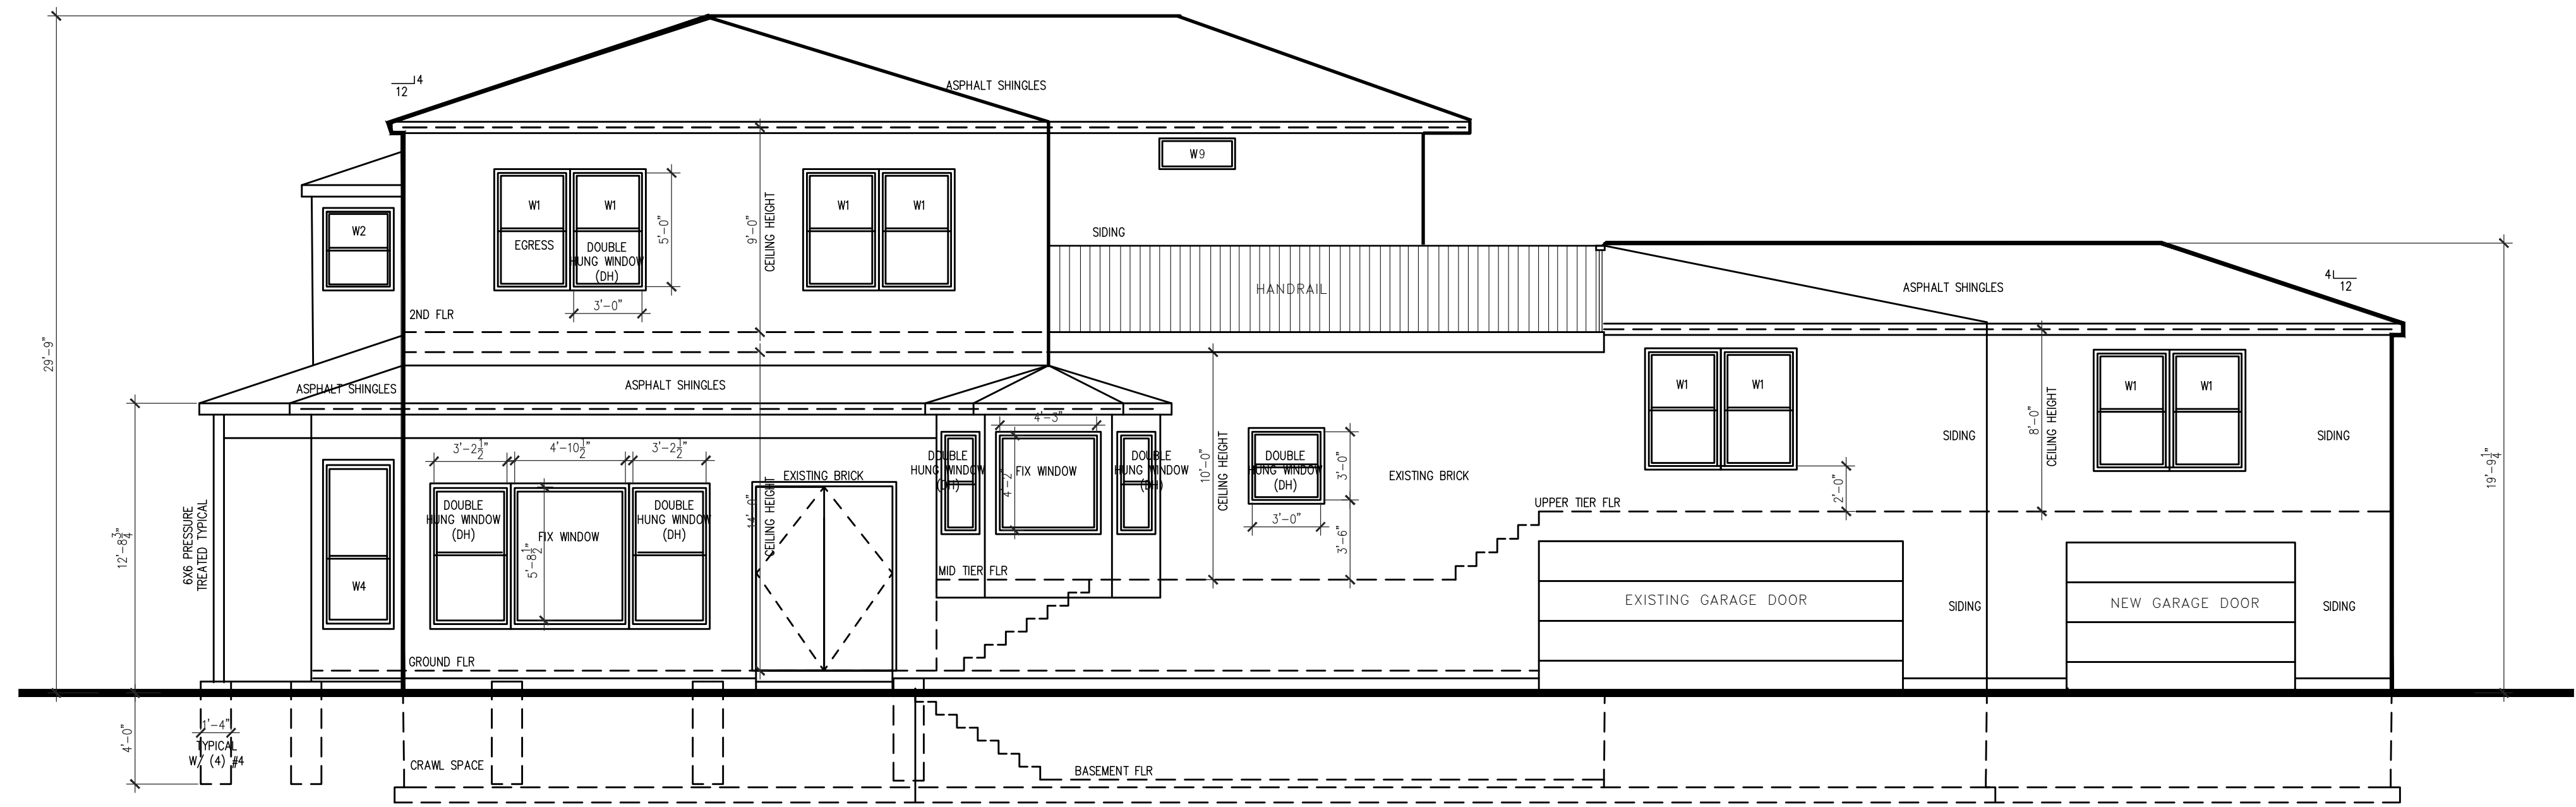 4
12
ASPHALT SHINGLES
W9
W2
W1
W1
EGRESS
DOUBLE
HUNG WINDOW
(DH)
5'-0"
3'-0"
9'-0"
CEILING HEIGHT
W1
W1
SIDING
HANDRAIL
2ND FLR
29'-9"
ASPHALT SHINGLES
4
12
ASPHALT SHINGLES
ASPHALT SHINGLES
W1
W1
8'-0"
CEILING HEIGHT
W1
W1
SIDING
SIDING
19'-9 1/4"
12'-8 3/4"
6X6 PRESSURE
TREATED TYPICAL
W4
3'-2 1/2"
4'-10 1/2"
3'-2 1/2"
DOUBLE
HUNG WINDOW
(DH)
FIX WINDOW
5'-8 1/2"
DOUBLE
HUNG WINDOW
(DH)
EXISTING BRICK
14'-0"
CEILING HEIGHT
DOUBLE
HUNG WINDOW
(DH)
4'-3"
4'-2"
FIX WINDOW
DOUBLE
HUNG WINDOW
(DH)
10'-0"
CEILING HEIGHT
DOUBLE
HUNG WINDOW
(DH)
3'-0"
3'-0"
3'-6"
EXISTING BRICK
UPPER TIER FLR
2'-0"
MID TIER FLR
EXISTING GARAGE DOOR
SIDING
NEW GARAGE DOOR
SIDING
GROUND FLR
4'-0"
1'-4"
TYPICAL
W/ (4) #4
CRAWL SPACE
BASEMENT FLR